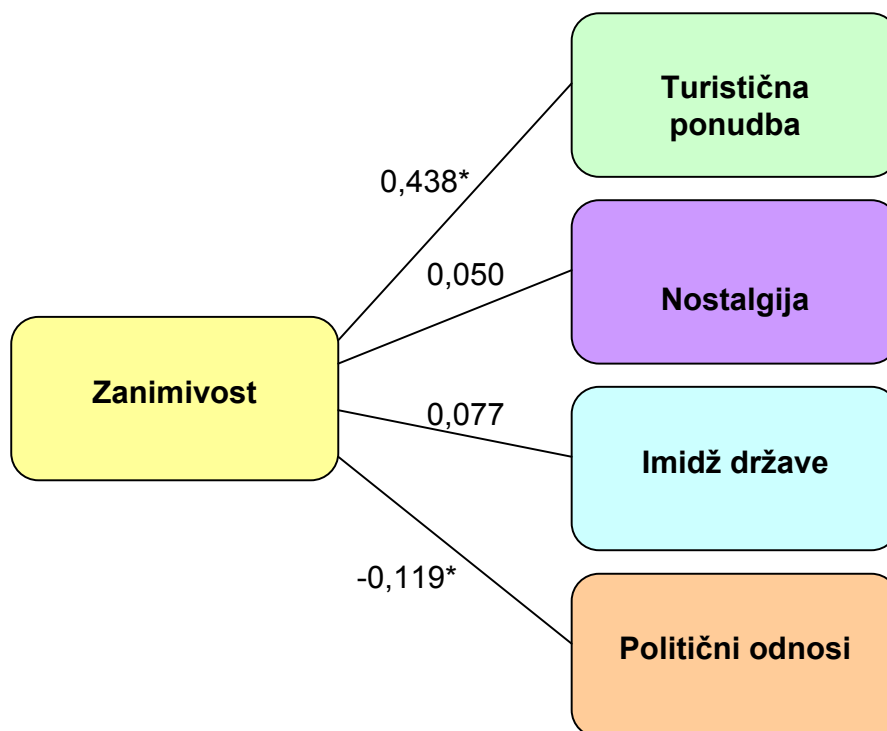 Turistična
ponudba
0,438*
0,050
Nostalgija
Zanimivost
0,077
Imidž države
-0,119*
Politični odnosi